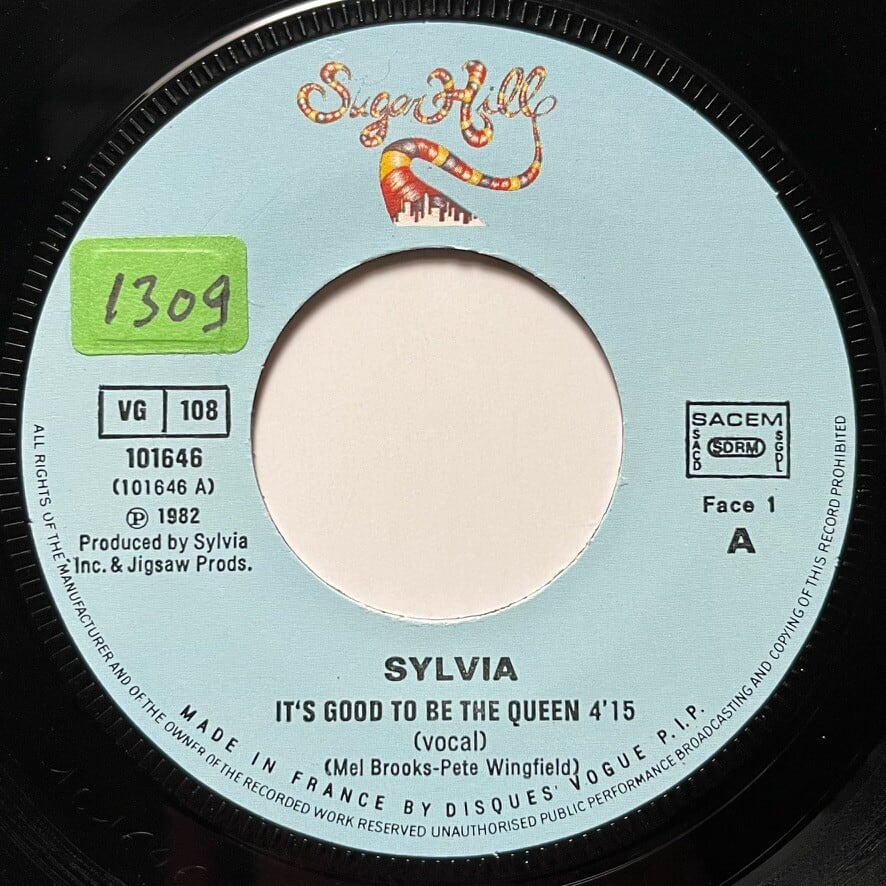 Sugar Hill
1309
VG 108
101646
(101646 A)
℗ 1982
Produced by Sylvia
Inc. & Jigsaw Prods.
SACEM
SACD SDRM SGDL
Face 1
A
SYLVIA
IT'S GOOD TO BE THE QUEEN 4'15
(vocal)
(Mel Brooks-Pete Wingfield)
MADE IN FRANCE BY DISQUES VOGUE P.I.P.
ALL RIGHTS OF THE MANUFACTURER AND OF THE OWNER OF THE RECORDED WORK RESERVED UNAUTHORISED PUBLIC PERFORMANCE BROADCASTING AND COPYING OF THIS RECORD PROHIBITED